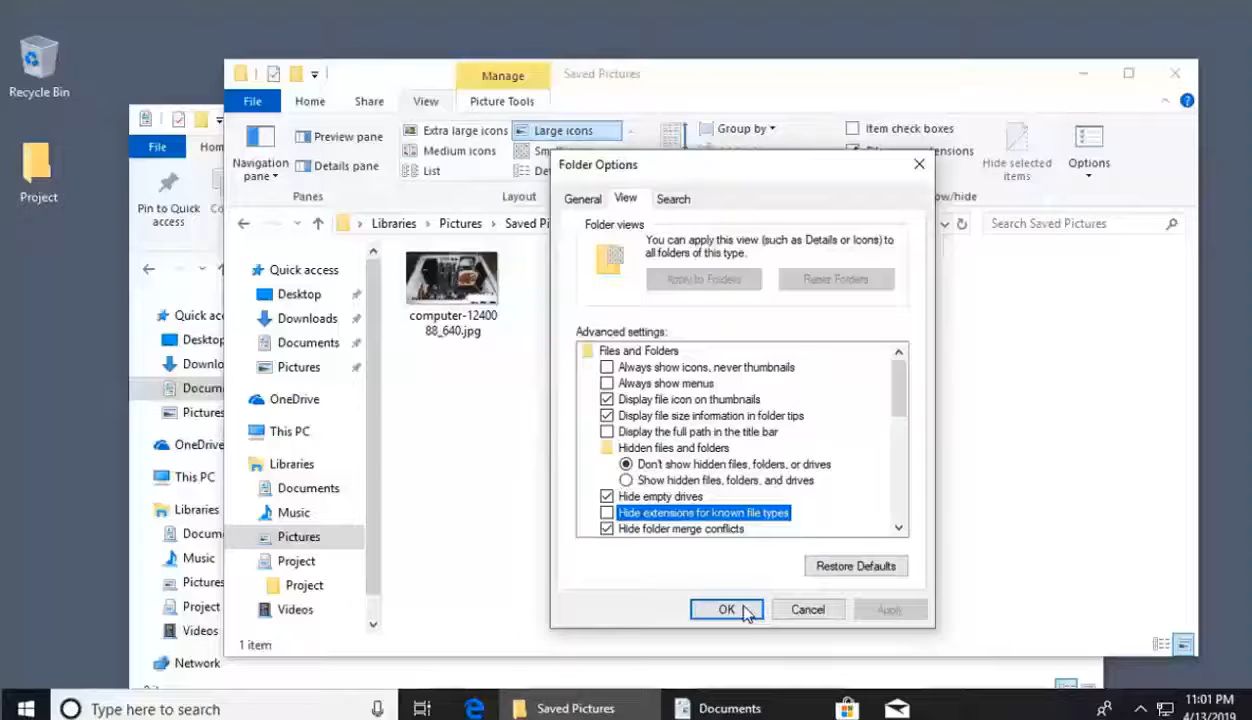 Recycle Bin
Project
File
Hom
Pin to Quick
access
Quick ac
Desktop
Downlo
Docum
Pictures
OneDrive
This PC
Libraries
Docum
Music
Pictures
Project
Videos
Network
Manage
Saved Pictures
File
Home
Share
View
Picture Tools
Navigation
pane
Preview pane
Details pane
Panes
Extra large icons
Large icons
Medium icons
List
Layout
Group by
Item check boxes
ensions
Hide selected
items
Options
ow/hide
Libraries
Pictures
Search Saved Pictures
Quick access
Desktop
Downloads
Documents
Pictures
OneDrive
This PC
Libraries
Documents
Music
Pictures
Project
Project
Videos
1 item
computer-12400
88_640.jpg
Folder Options
General
View
Search
Folder views
You can apply this view (such as Details or Icons) to
all folders of this type.
Apply to Folders
Reset Folders
Advanced settings:
Files and Folders
Always show icons, never thumbnails
Always show menus
Display file icon on thumbnails
Display file size information in folder tips
Display the full path in the title bar
Hidden files and folders
Don't show hidden files, folders, or drives
Show hidden files, folders, and drives
Hide empty drives
Hide extensions for known file types
Hide folder merge conflicts
Restore Defaults
OK
Cancel
Apply
Type here to search
Saved Pictures
Documents
11:01 PM
4/13/2019